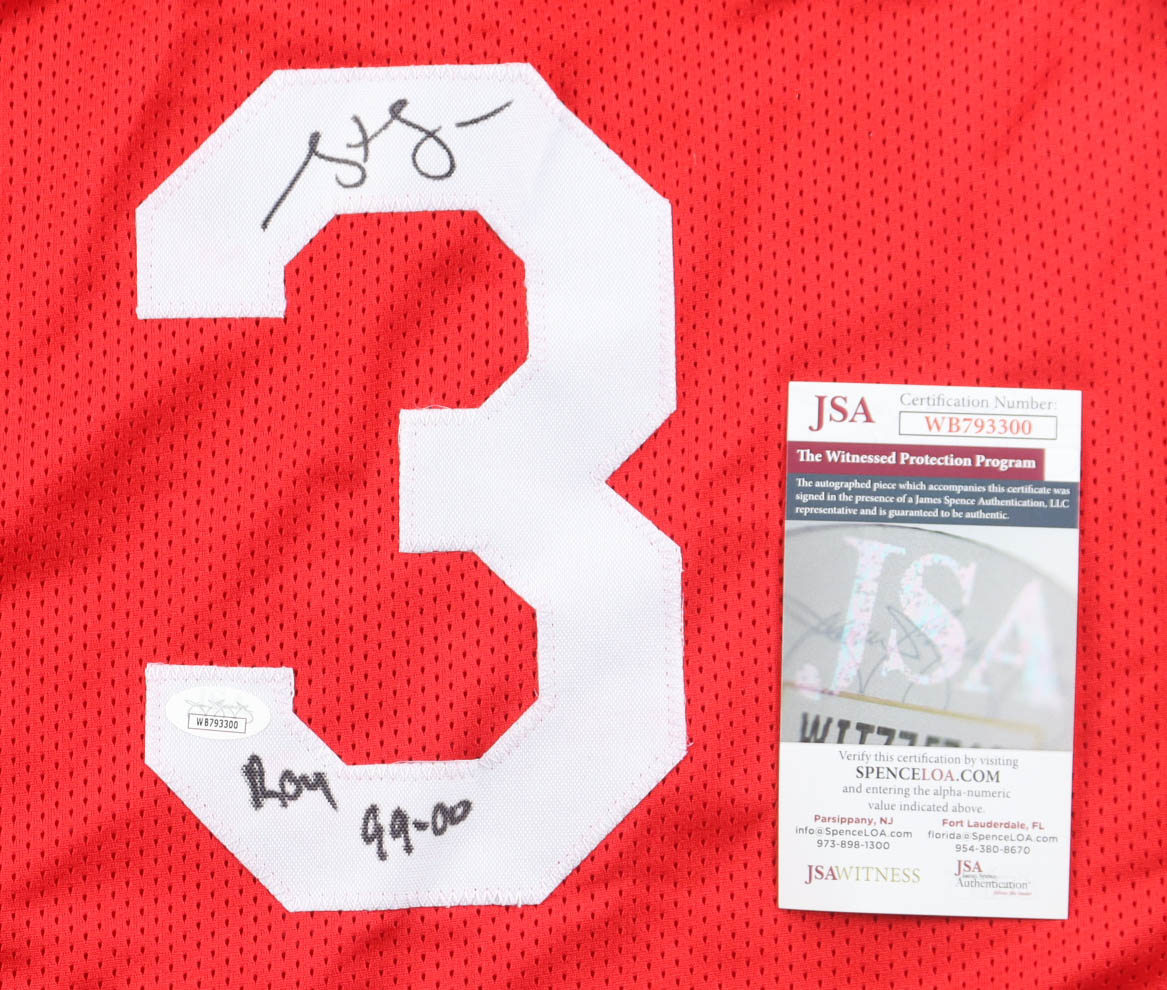 3
WB793300
Roy
99-00
JSA
Certification Number:
WB793300
The Witnessed Protection Program
The autographed piece which accompanies this certificate was
signed in the presence of a James Spence Authentication, LLC
representative and is guaranteed to be authentic.
JSA
Verify this certification by visiting
SPENCELOA.COM
and entering the alpha-numeric
value indicated above.
Parsippany, NJ
info@SpenceLOA.com
973-898-1300
Fort Lauderdale, FL
florida@SpenceLOA.com
954-380-8670
JSAWITNESS
JSA
Authentication